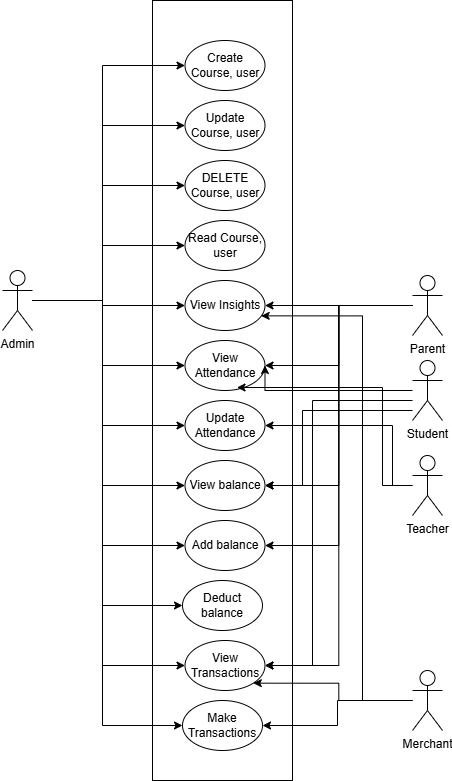 Create
Course, user
Update
Course, user
DELETE
Course, user
Read Course,
user
View Insights
View
Attendance
Update
Attendance
View balance
Add balance
Deduct
balance
View
Transactions
Make
Transactions
Admin
Parent
Student
Teacher
Merchant